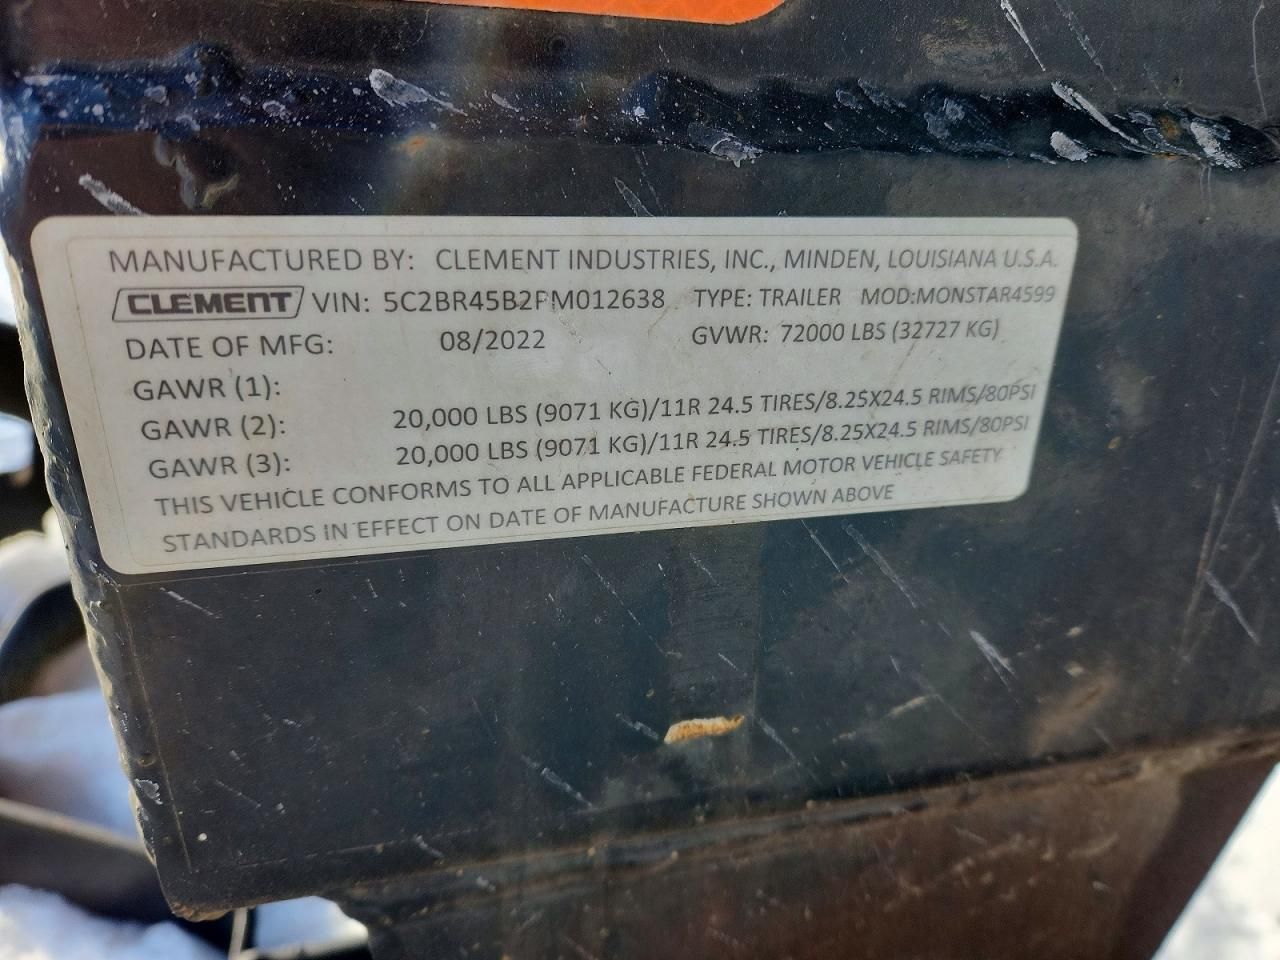 MANUFACTURED BY: CLEMENT INDUSTRIES, INC., MINDEN, LOUISIANA U.S.A.
CLEMENT VIN: 5C2BR45B2PM012638 TYPE: TRAILER MOD:MONSTAR4599
DATE OF MFG: 08/2022 GVWR: 72000 LBS (32727 KG)
GAWR (1):
GAWR (2): 20,000 LBS (9071 KG)/11R 24.5 TIRES/8.25X24.5 RIMS/80PSI
GAWR (3): 20,000 LBS (9071 KG)/11R 24.5 TIRES/8.25X24.5 RIMS/80PSI
THIS VEHICLE CONFORMS TO ALL APPLICABLE FEDERAL MOTOR VEHICLE SAFETY
STANDARDS IN EFFECT ON DATE OF MANUFACTURE SHOWN ABOVE